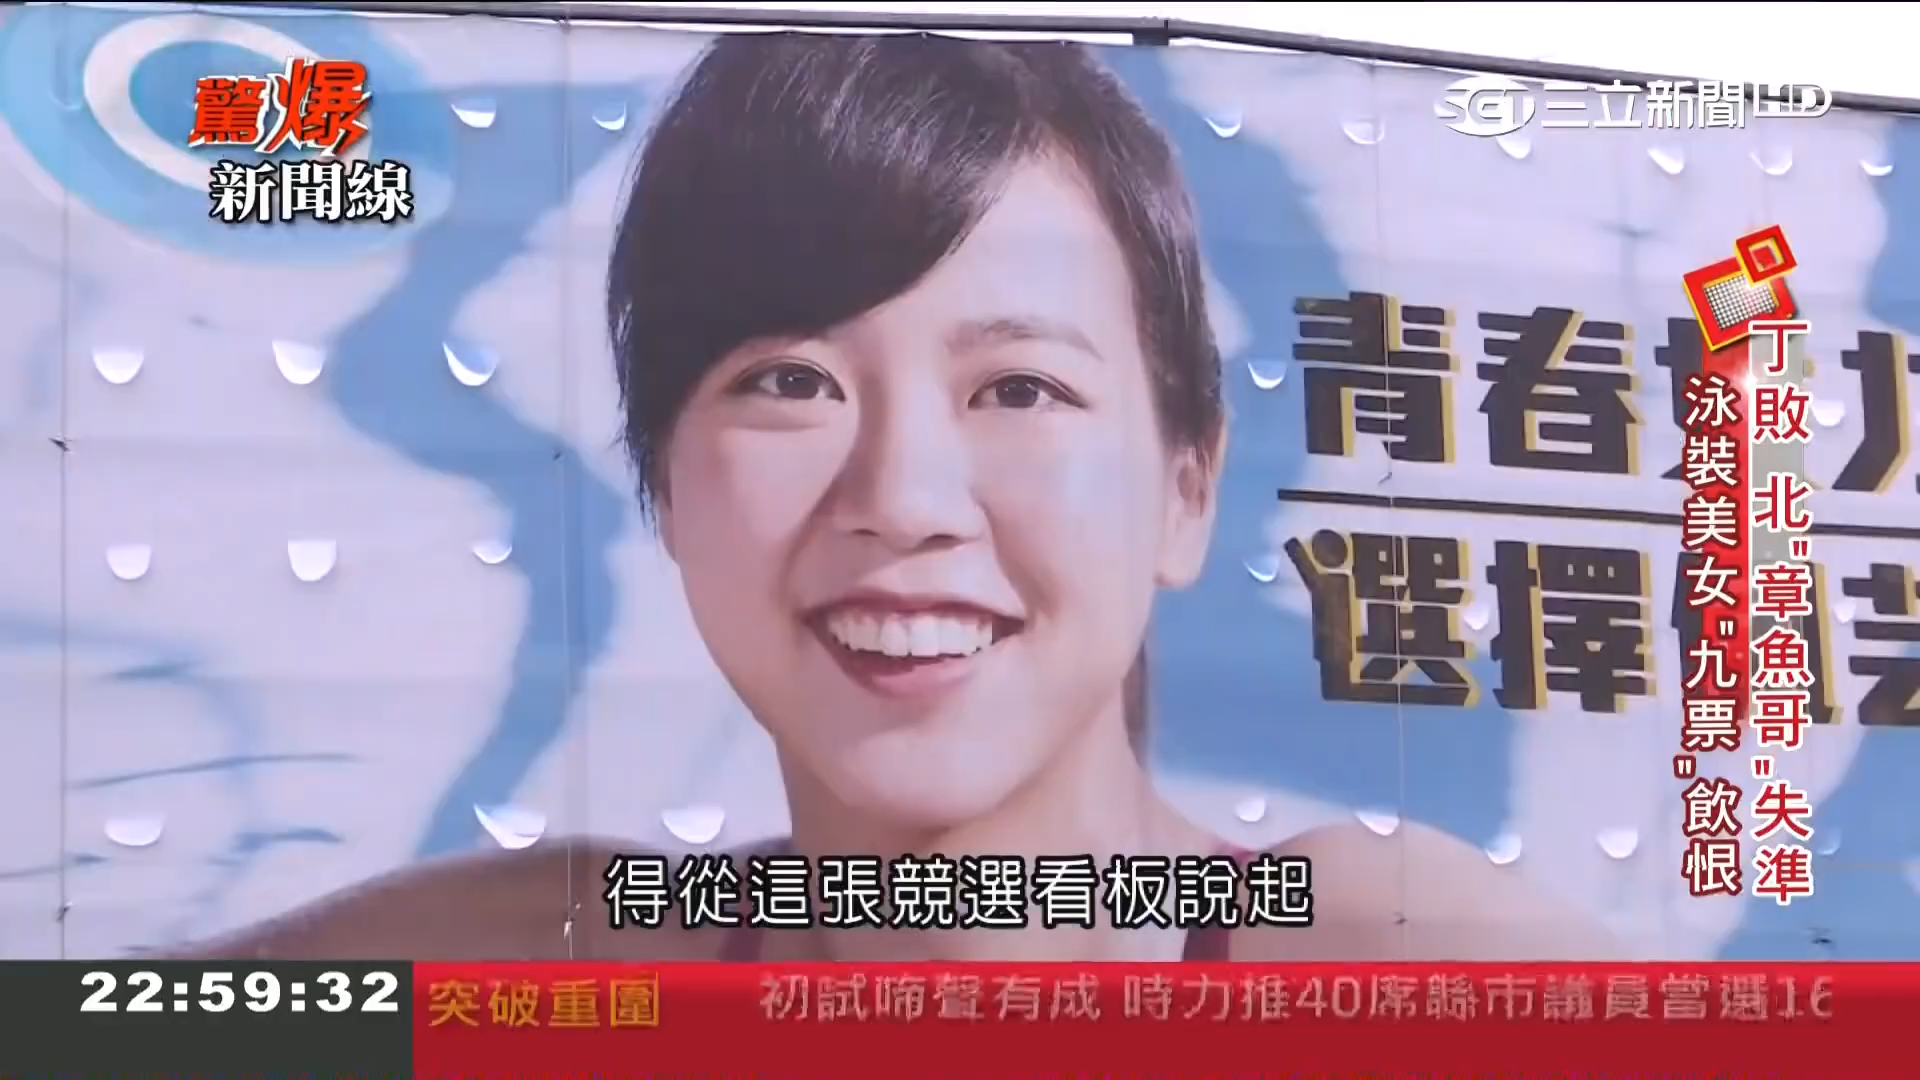 驚爆
新聞線
SET三立新聞HD
青春
選擇
丁敗 北"章魚哥"失準
泳裝美女"九票"飲恨
得從這張競選看板說起
22:59:32
突破重圍
初試啼聲有成 時力推40席縣市議員當選16